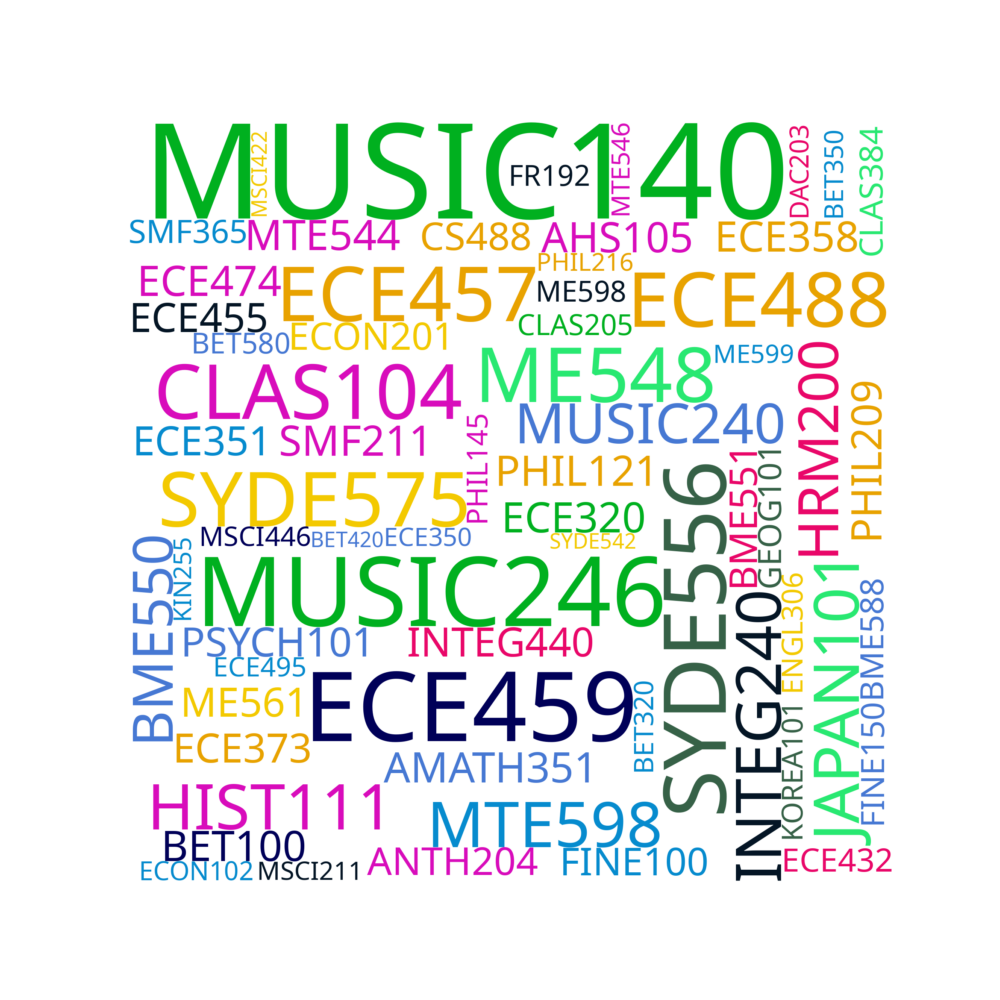 MUSIC140
MSCI422
FR192
MTE546
DAC203
BET350
CLAS384
SMF365
MTE544
CS488
AHS105
ECE358
PHIL216
ECE474
ECE457
ME598
ECE488
ECE455
CLAS205
BET580
ECON201
ME548
ME599
HRM200
CLAS104
MUSIC240
PHIL209
ECE351
SMF211
PHIL145
PHIL121
SYDE556
BME551
GEOG101
SYDE575
ECE320
MSCI446
BET420
ECE350
SYDE542
BME550
KIN255
MUSIC246
INTEG240
ENGL306
JAPAN101
BME588
PSYCH101
INTEG440
ECE495
ME561
ECE459
BET320
KOREA101
FINE150
ECE373
AMATH351
HIST111
MTE598
BET100
ANTH204
FINE100
ECE432
ECON102
MSCI211